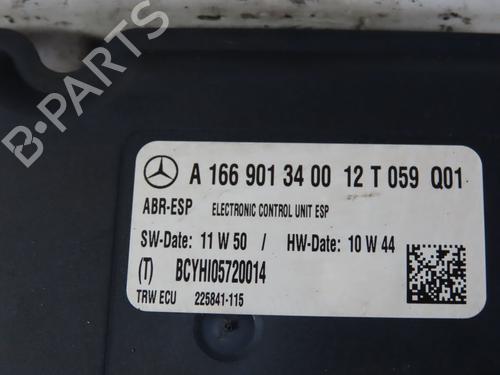 A 166 901 34 00 12 T 059 Q01
ABR-ESP ELECTRONIC CONTROL UNIT ESP
SW-Date: 11 W 50 / HW-Date: 10 W 44
(T) BCYHI05720014
TRW ECU 225841-115
B-PARTS